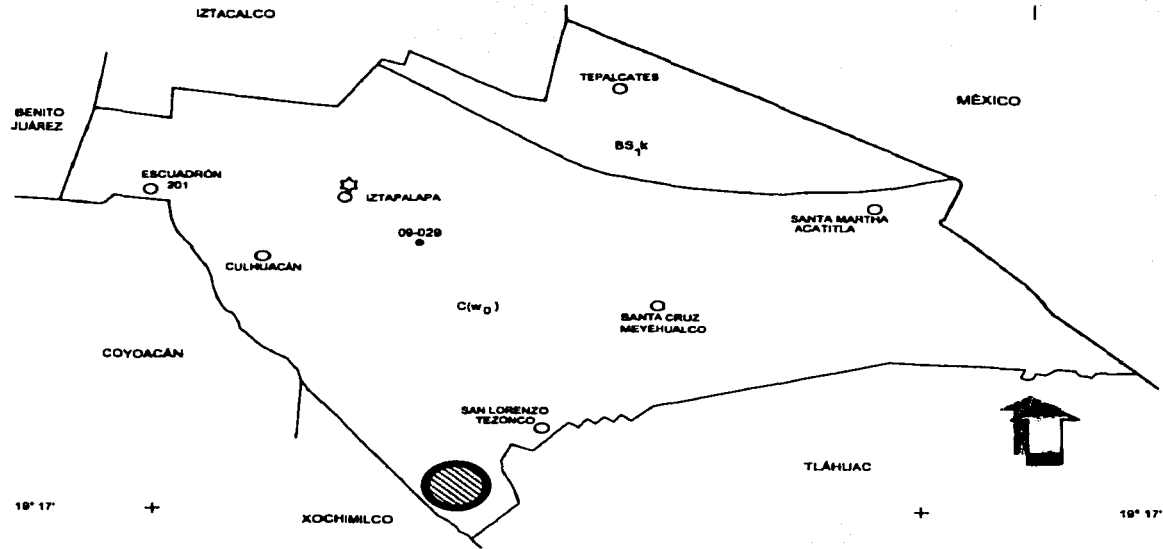 IZTACALCO
TEPALCATES
MÉXICO
BENITO
JUÁREZ
BS₁k
ESCUADRÓN
201
IZTAPALAPA
SANTA MARTHA
ACATITLA
09-029
CULHUACÁN
C(w₀)
SANTA CRUZ
MEYEHUALCO
COYOACÁN
SAN LORENZO
TEZONCO
TLÁHUAC
19° 17'
XOCHIMILCO
19° 17'